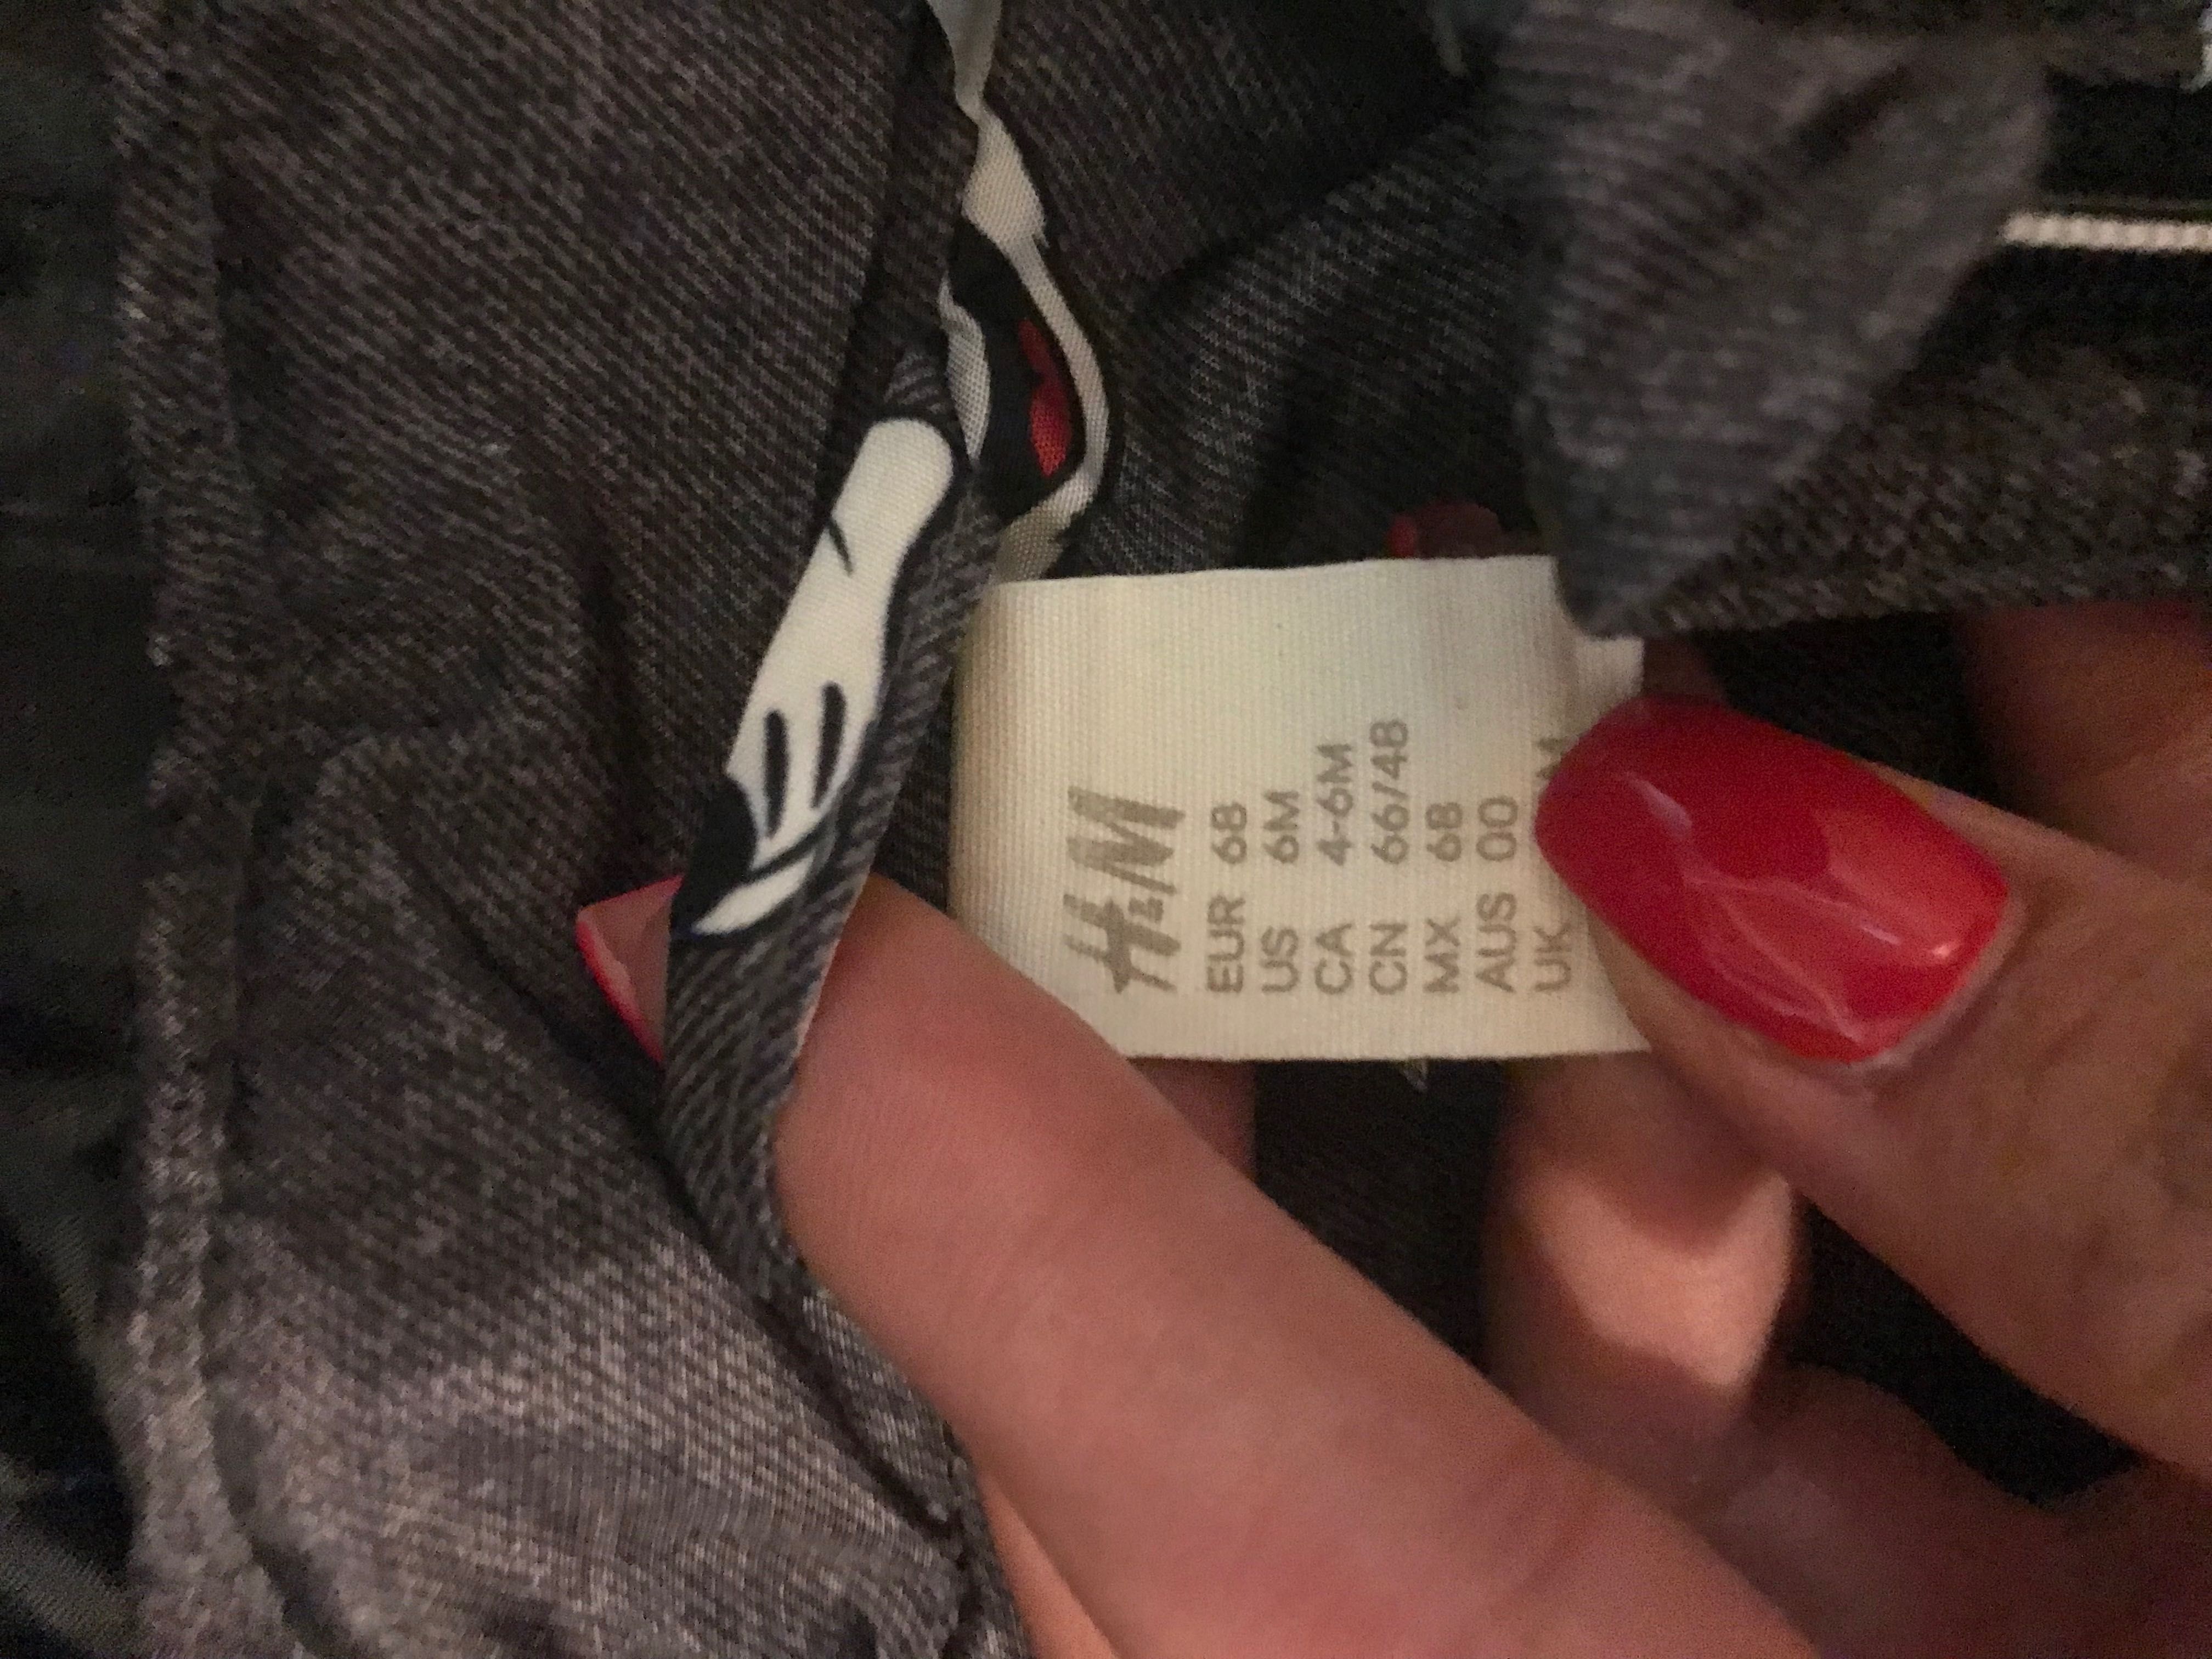 H&M
EUR 68
US 6M
CA 4-6M
CN 66/48
MX 68
AUS 00
UK